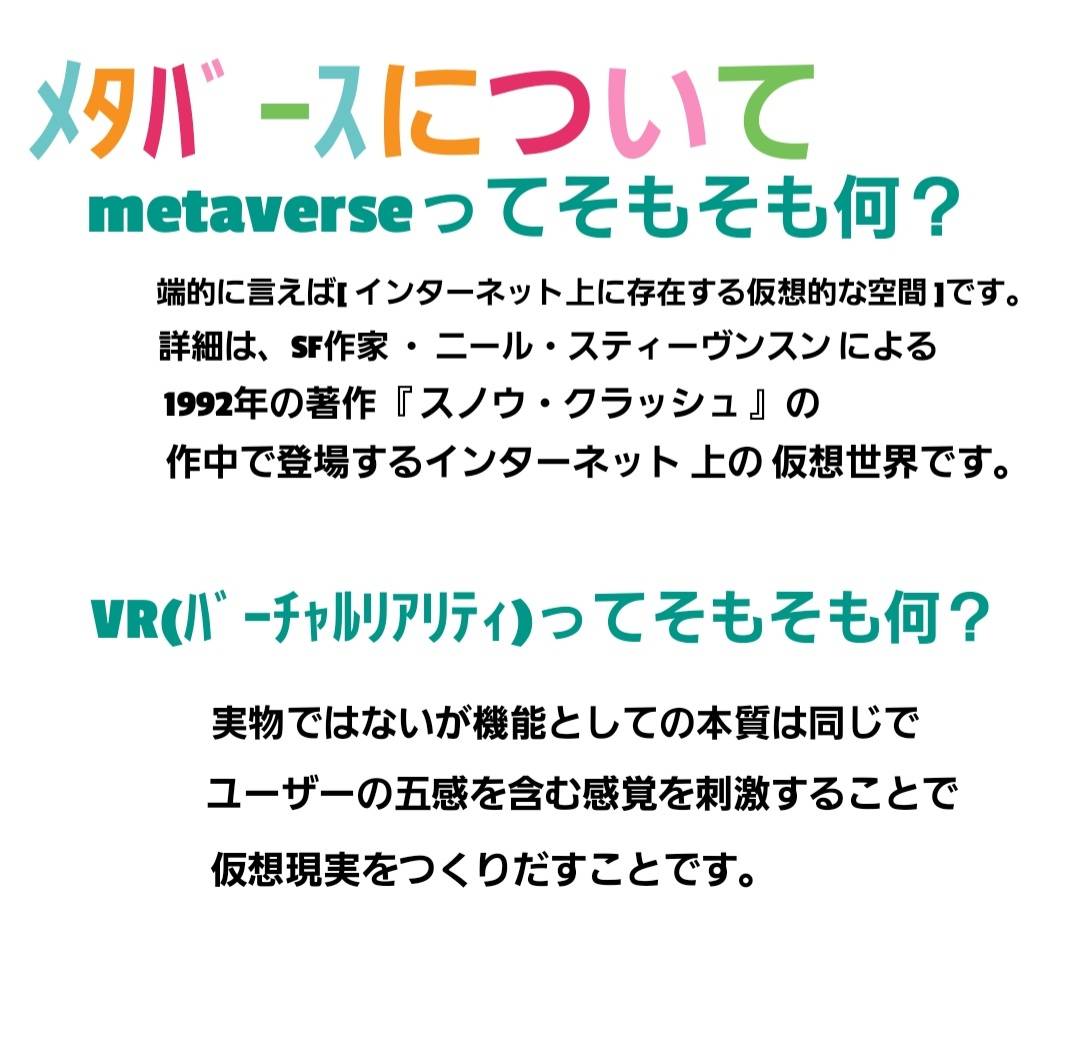 ﾒﾀﾊﾞｰｽについて
metaverseってそもそも何？
端的に言えば[ インターネット上に存在する仮想的な空間 ]です。
詳細は、SF作家 ・ ニール・スティーヴンスン による
1992年の著作『 スノウ・クラッシュ 』の
作中で登場するインターネット 上の 仮想世界です。
VR(ﾊﾞｰﾁｬﾙﾘｱﾘﾃｨ)ってそもそも何？
実物ではないが機能としての本質は同じで
ユーザーの五感を含む感覚を刺激することで
仮想現実をつくりだすことです。